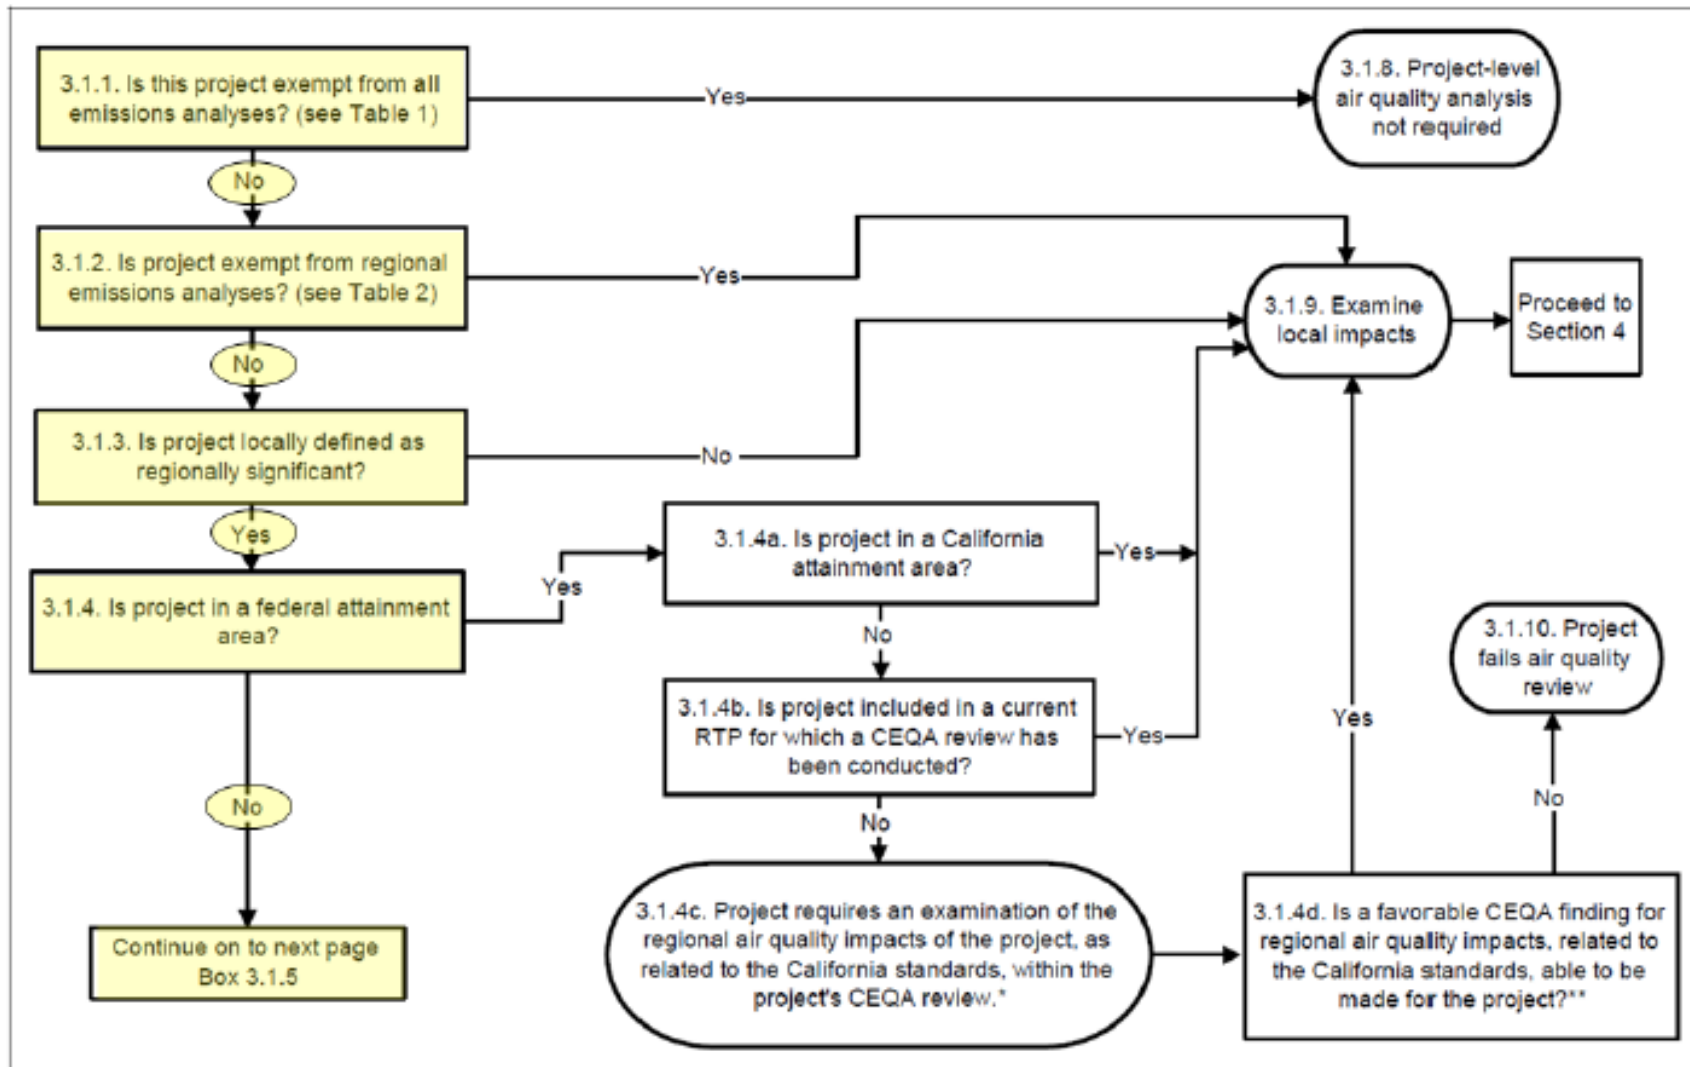 3.1.1. Is this project exempt from all
emissions analyses? (see Table 1)
Yes
3.1.8. Project-level
air quality analysis
not required
No
3.1.2. Is project exempt from regional
emissions analyses? (see Table 2)
Yes
3.1.9. Examine
local impacts
Proceed to
Section 4
No
3.1.3. Is project locally defined as
regionally significant?
No
Yes
3.1.4. Is project in a federal attainment
area?
Yes
3.1.4a. Is project in a California
attainment area?
Yes
No
3.1.4b. Is project included in a current
RTP for which a CEQA review has
been conducted?
Yes
No
3.1.4c. Project requires an examination of the
regional air quality impacts of the project, as
related to the California standards, within the
project's CEQA review.*
3.1.4d. Is a favorable CEQA finding for
regional air quality impacts, related to
the California standards, able to be
made for the project?**
Yes
No
3.1.10. Project
fails air quality
review
No
Continue on to next page
Box 3.1.5